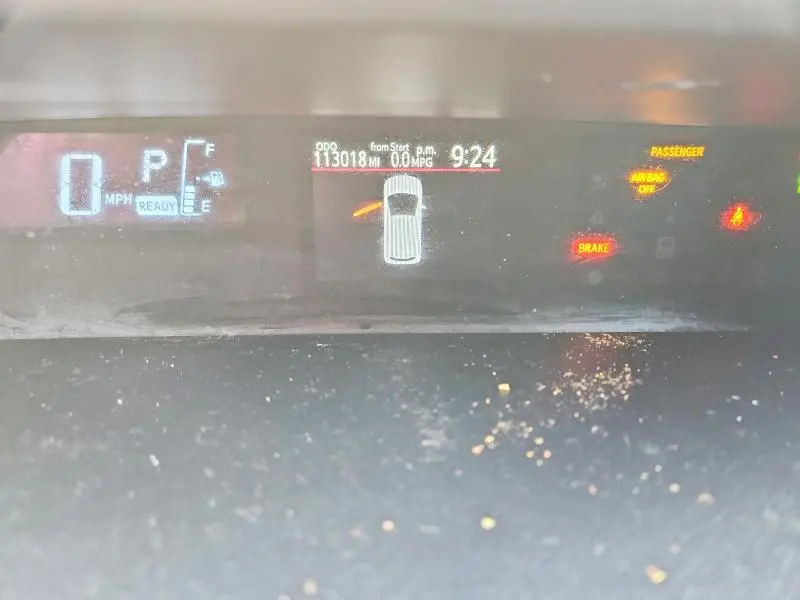 0 MPH
P
READY
F
E
ODO from Start p.m. 9:24
113018 MI 0.0 MPG
PASSENGER
AIR BAG
OFF
BRAKE